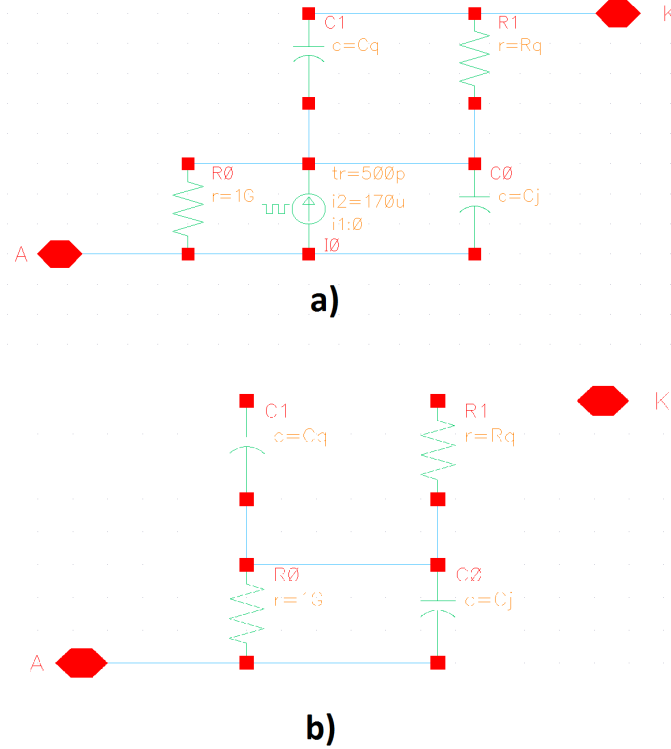 C1
c=Cq
R1
r=Rq
K
R0
r=1G
tr=500p
i2=170u
i1:0
I0
C0
c=Cj
A
a)
C1
c=Cq
R1
r=Rq
K
R0
r=1G
C0
c=Cj
A
b)